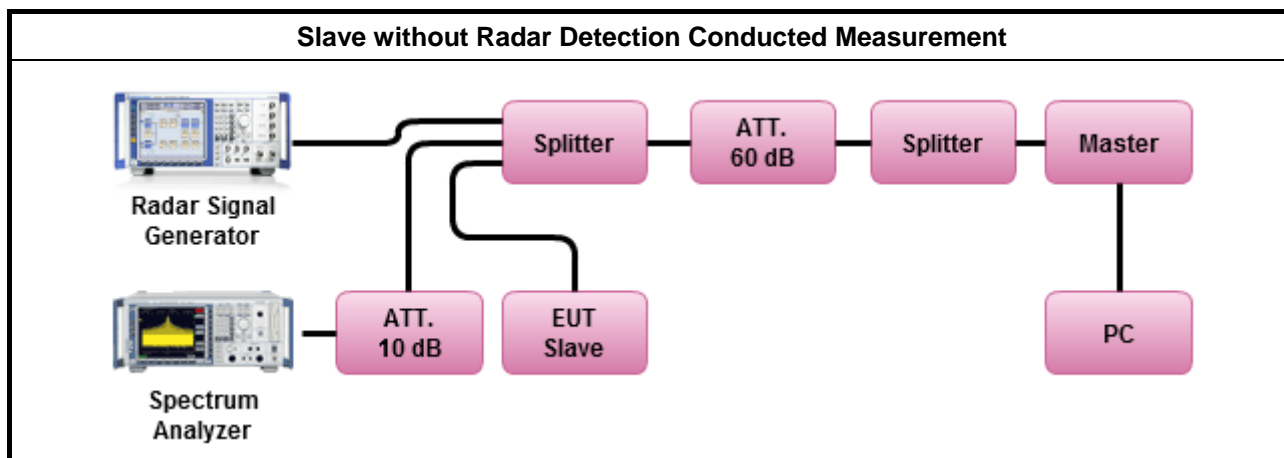 Slave without Radar Detection Conducted Measurement
Radar Signal
Generator
Splitter
ATT.
60 dB
Splitter
Master
Spectrum
Analyzer
ATT.
10 dB
EUT
Slave
PC